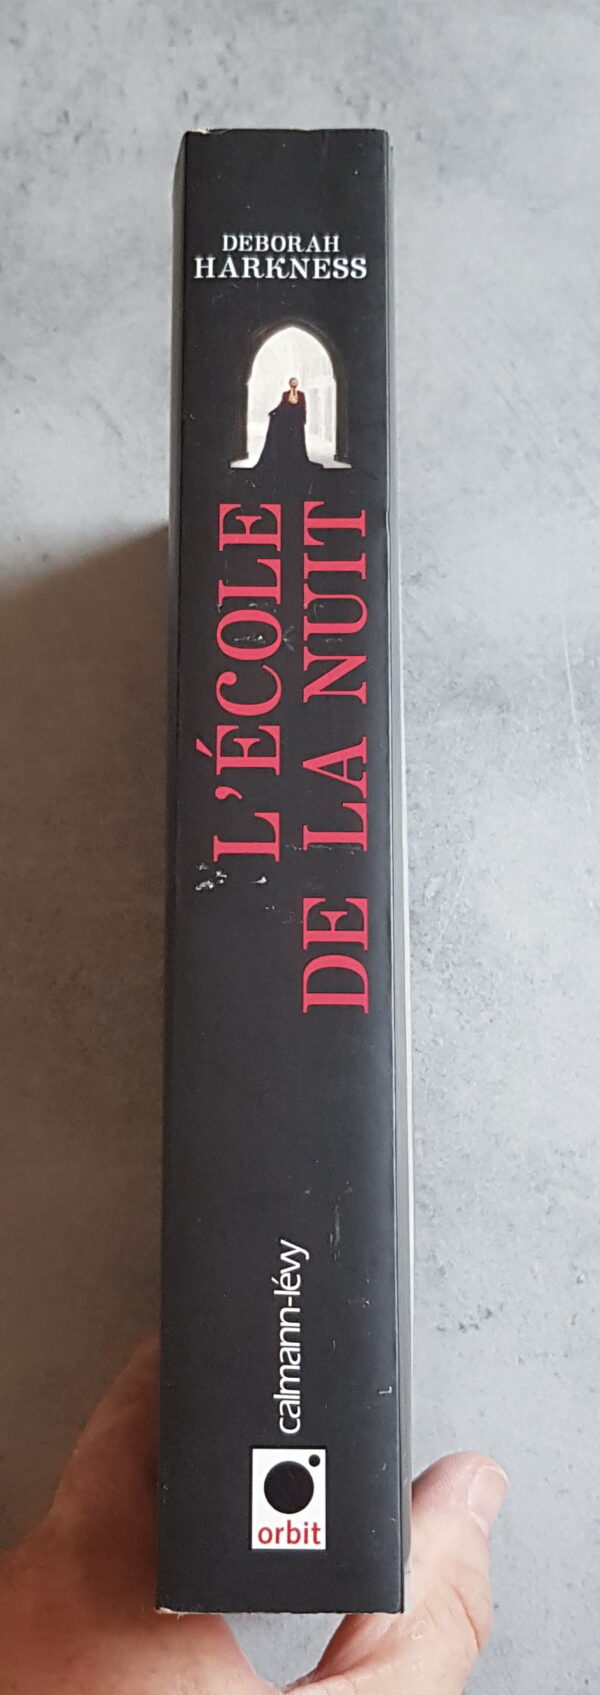 DEBORAH
HARKNESS
L'ÉCOLE
DE LA NUIT
calmann-lévy
orbit